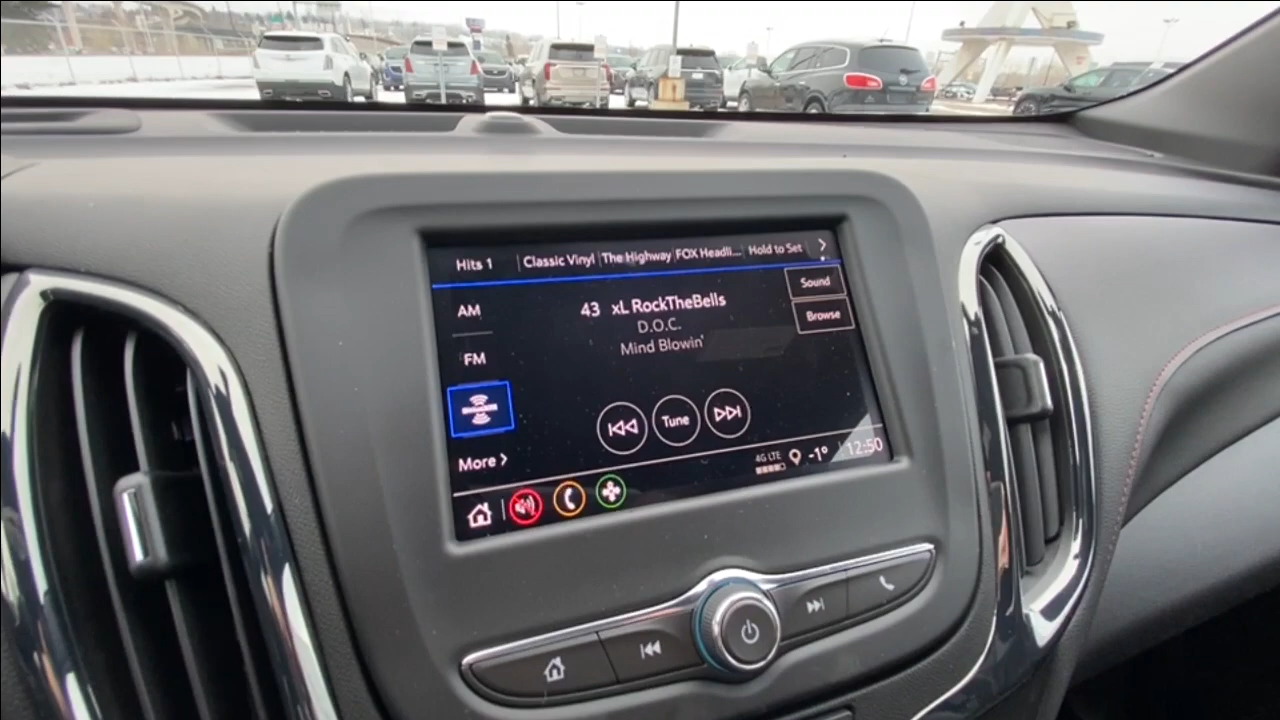 Hits 1 Classic Vinyl The Highway FOX Headli... Hold to Set
AM
43 xL RockTheBells
Sound
D.O.C.
Browse
Mind Blowin'
FM
Tune
More
4G LTE
-1°
12:50